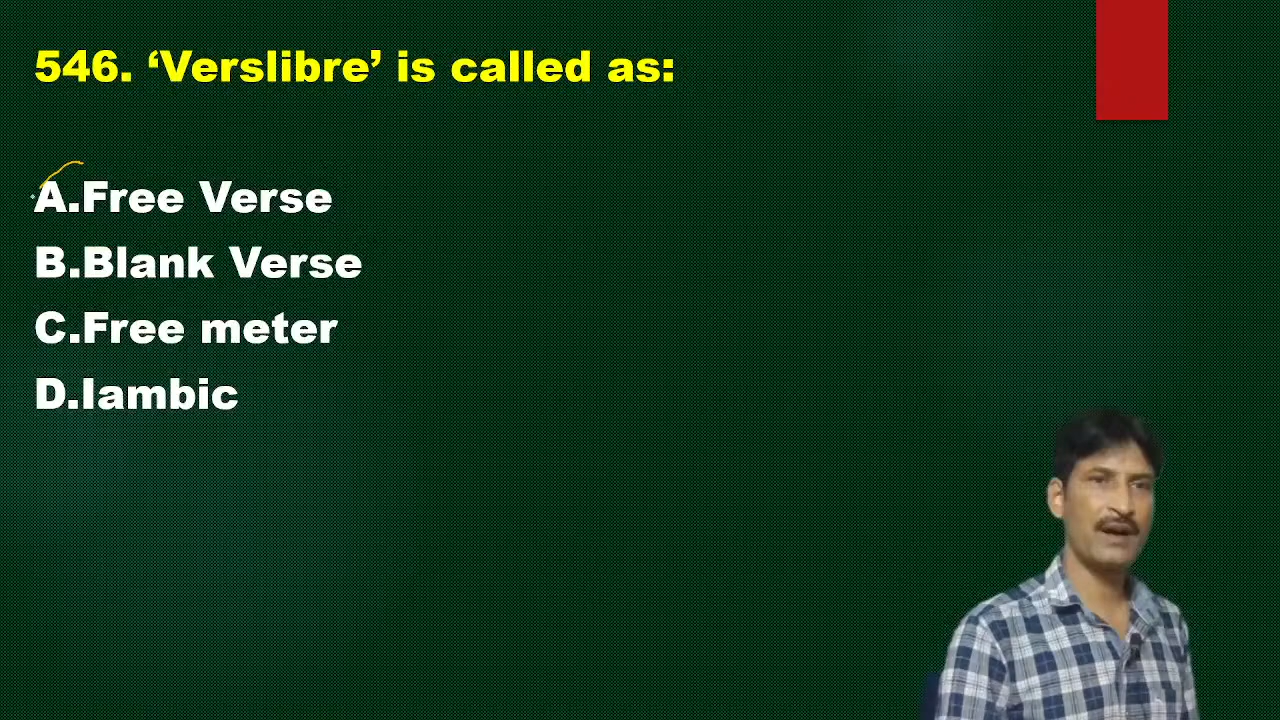 546. ‘Verslibre’ is called as:
A.Free Verse
B.Blank Verse
C.Free meter
D.Iambic